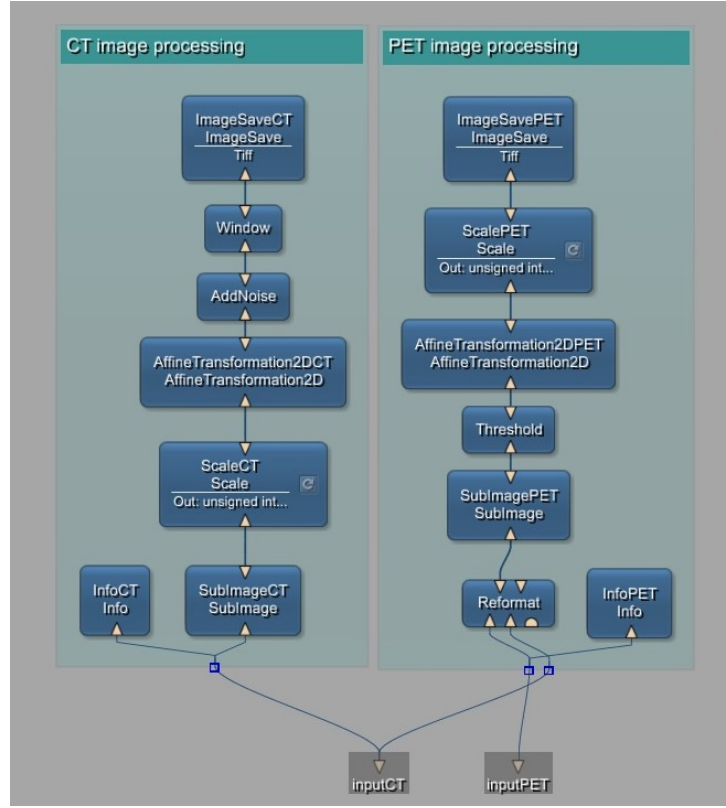 CT image processing
ImageSaveCT
ImageSave
Tiff
Window
AddNoise
AffineTransformation2DCT
AffineTransformation2D
ScaleCT
Scale
Out: unsigned int...
InfoCT
Info
SubImageCT
SubImage
PET image processing
ImageSavePET
ImageSave
Tiff
ScalePET
Scale
Out: unsigned int...
AffineTransformation2DPET
AffineTransformation2D
Threshold
SubImagePET
SubImage
Reformat
InfoPET
Info
inputCT
inputPET